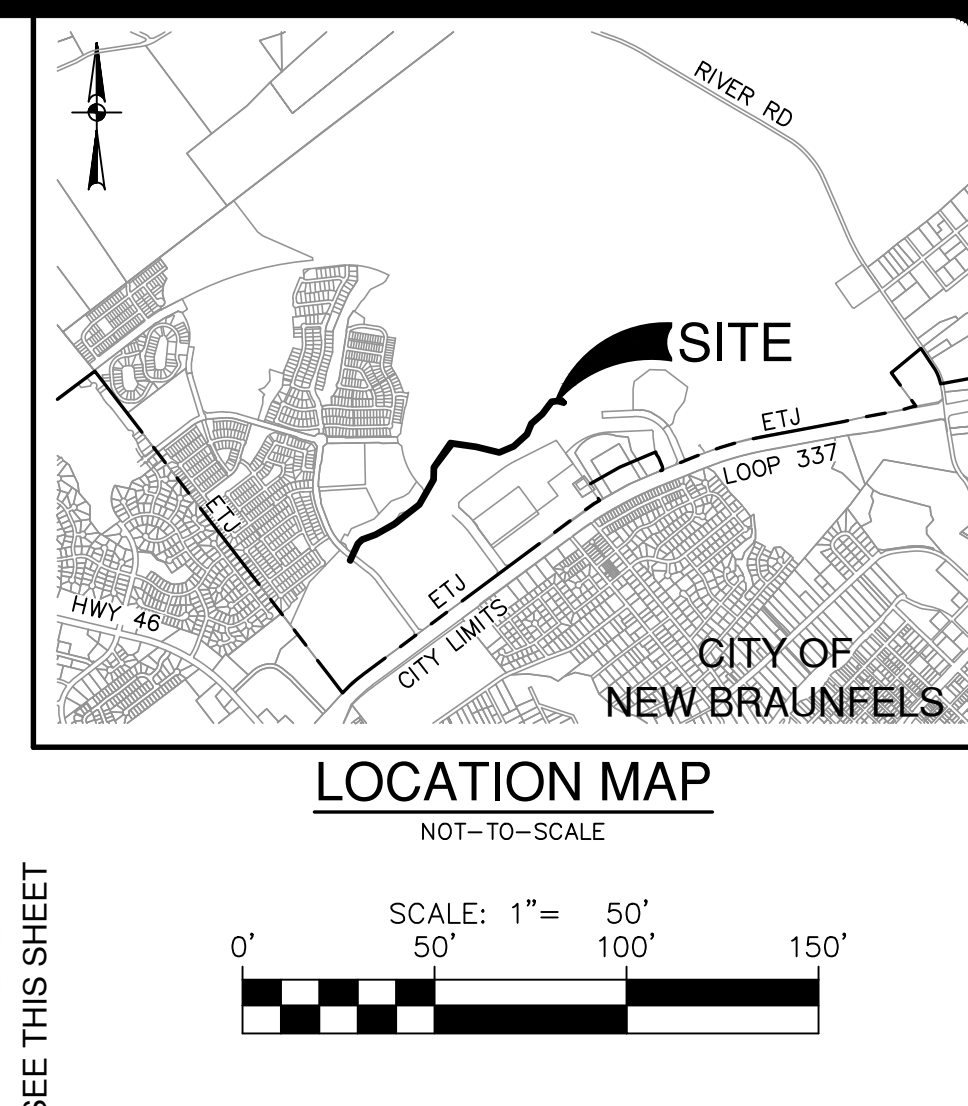 RIVER RD
SITE
ETJ
LOOP 337
ETJ
HWY 46
ETJ
CITY LIMITS
CITY OF
NEW BRAUNFELS
LOCATION MAP
NOT-TO-SCALE
SCALE: 1"= 50'
0' 50' 100' 150'
SEE THIS SHEET